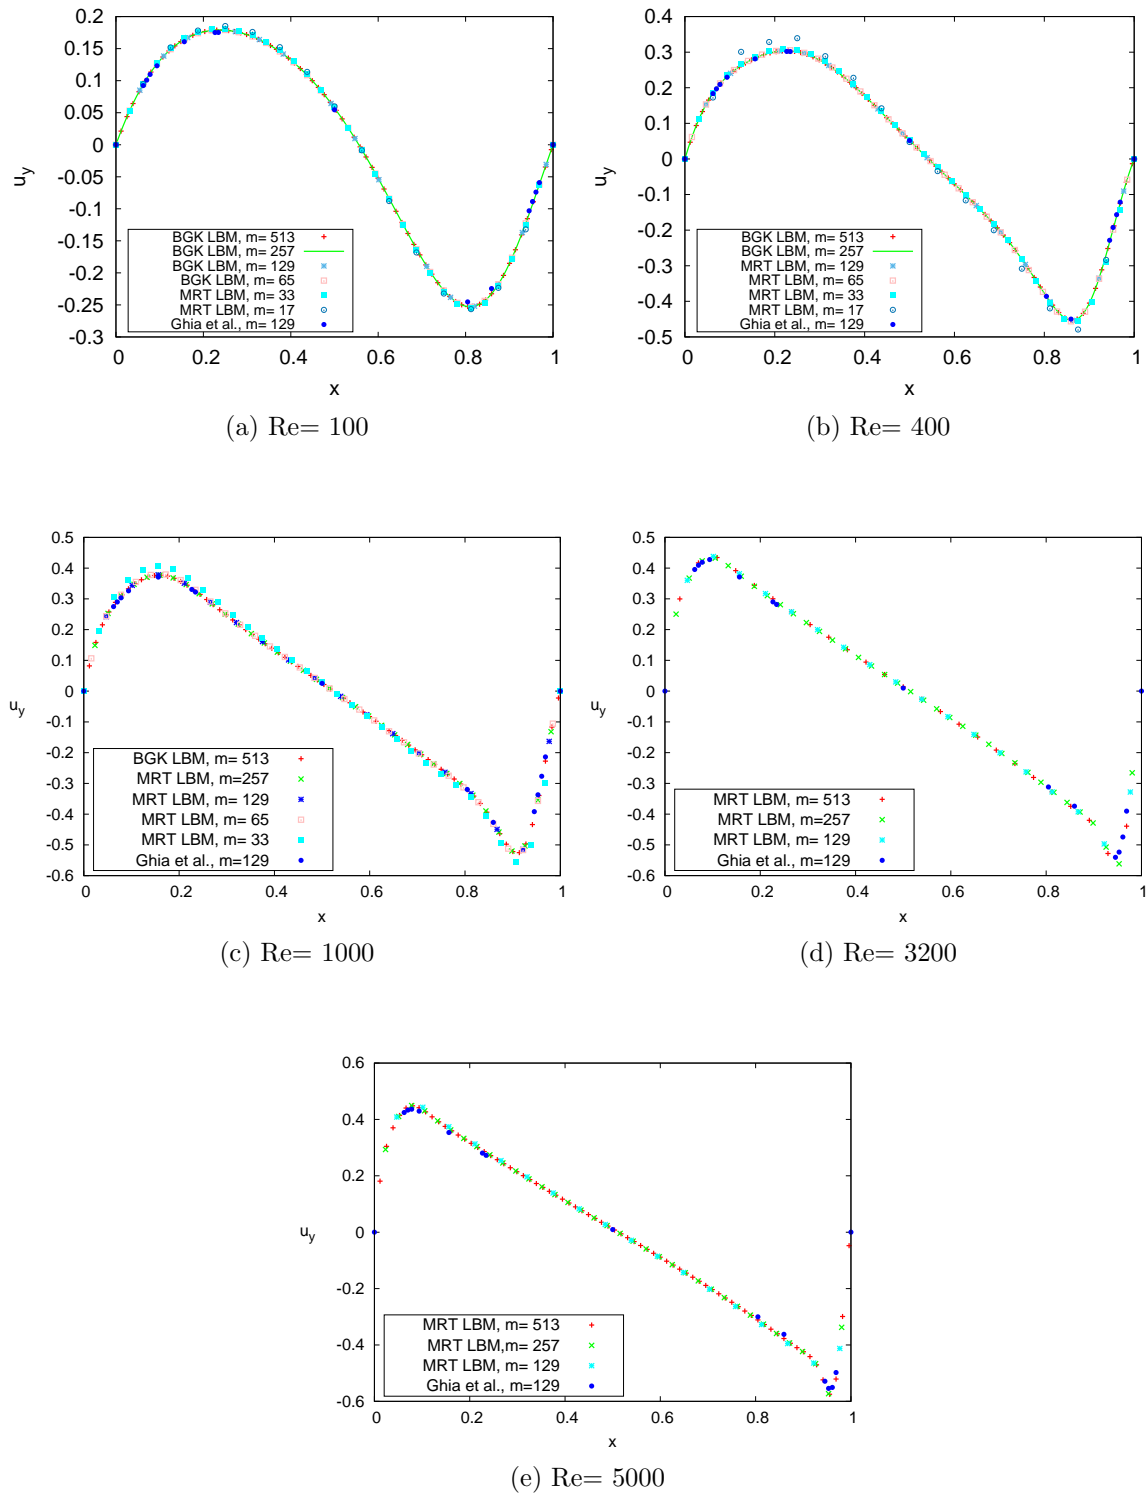 0.2
0.15
0.1
0.05
0
-0.05
-0.1
-0.15
-0.2
-0.25
-0.3
u_y
BGK LBM, m= 513
BGK LBM, m= 257
BGK LBM, m= 129
BGK LBM, m= 65
MRT LBM, m= 33
MRT LBM, m= 17
Ghia et al., m= 129
0 0.2 0.4 0.6 0.8 1
x
(a) Re= 100
0.4
0.3
0.2
0.1
0
-0.1
-0.2
-0.3
-0.4
-0.5
u_y
BGK LBM, m= 513
BGK LBM, m= 257
MRT LBM, m= 129
MRT LBM, m= 65
MRT LBM, m= 33
MRT LBM, m= 17
Ghia et al., m= 129
0 0.2 0.4 0.6 0.8 1
x
(b) Re= 400
0.5
0.4
0.3
0.2
0.1
0
-0.1
-0.2
-0.3
-0.4
-0.5
-0.6
u_y
BGK LBM, m= 513
MRT LBM, m=257
MRT LBM, m= 129
MRT LBM, m= 65
MRT LBM, m= 33
Ghia et al., m=129
0 0.2 0.4 0.6 0.8 1
x
(c) Re= 1000
0.5
0.4
0.3
0.2
0.1
0
-0.1
-0.2
-0.3
-0.4
-0.5
-0.6
u_y
MRT LBM, m= 513
MRT LBM, m=257
MRT LBM, m= 129
Ghia et al., m=129
0 0.2 0.4 0.6 0.8 1
x
(d) Re= 3200
0.6
0.4
0.2
0
-0.2
-0.4
-0.6
u_y
MRT LBM, m= 513
MRT LBM,m= 257
MRT LBM, m= 129
Ghia et al., m=129
0 0.2 0.4 0.6 0.8 1
x
(e) Re= 5000